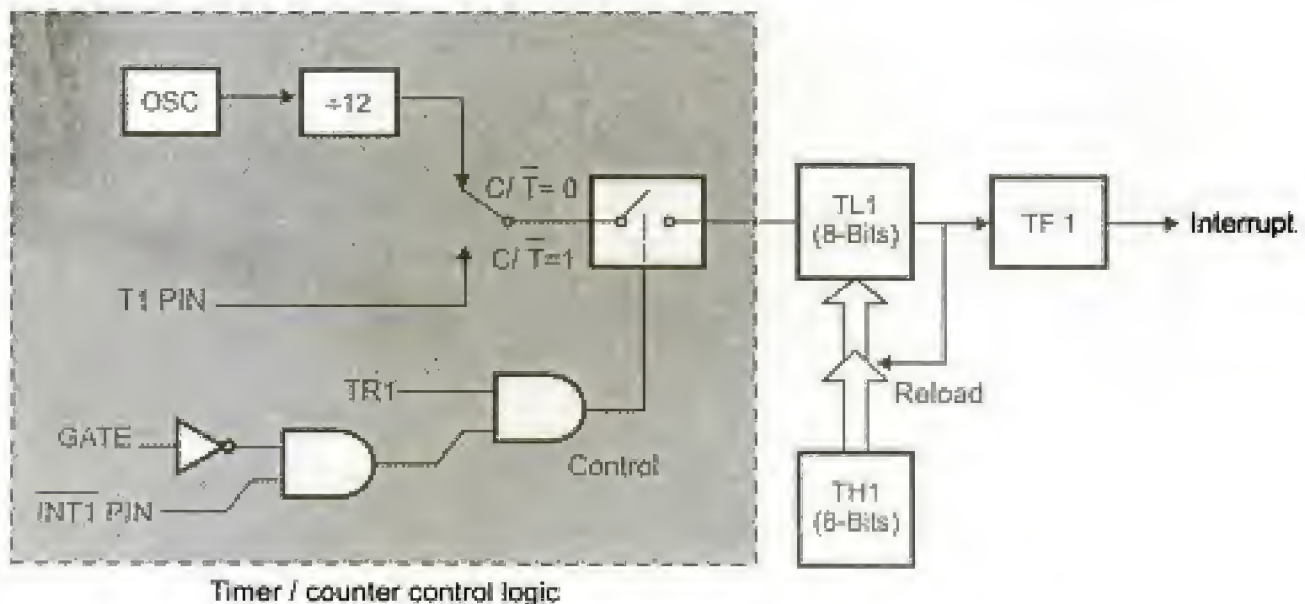 OSC
÷12
C/T̅ = 0
C/T̅=1
T1 PIN
TR1
GATE
I̅N̅T̅1̅ PIN
Control
TL1
(8-Bits)
TF 1
Interrupt.
Reload
TH1
(8-Bits)
Timer / counter control logic